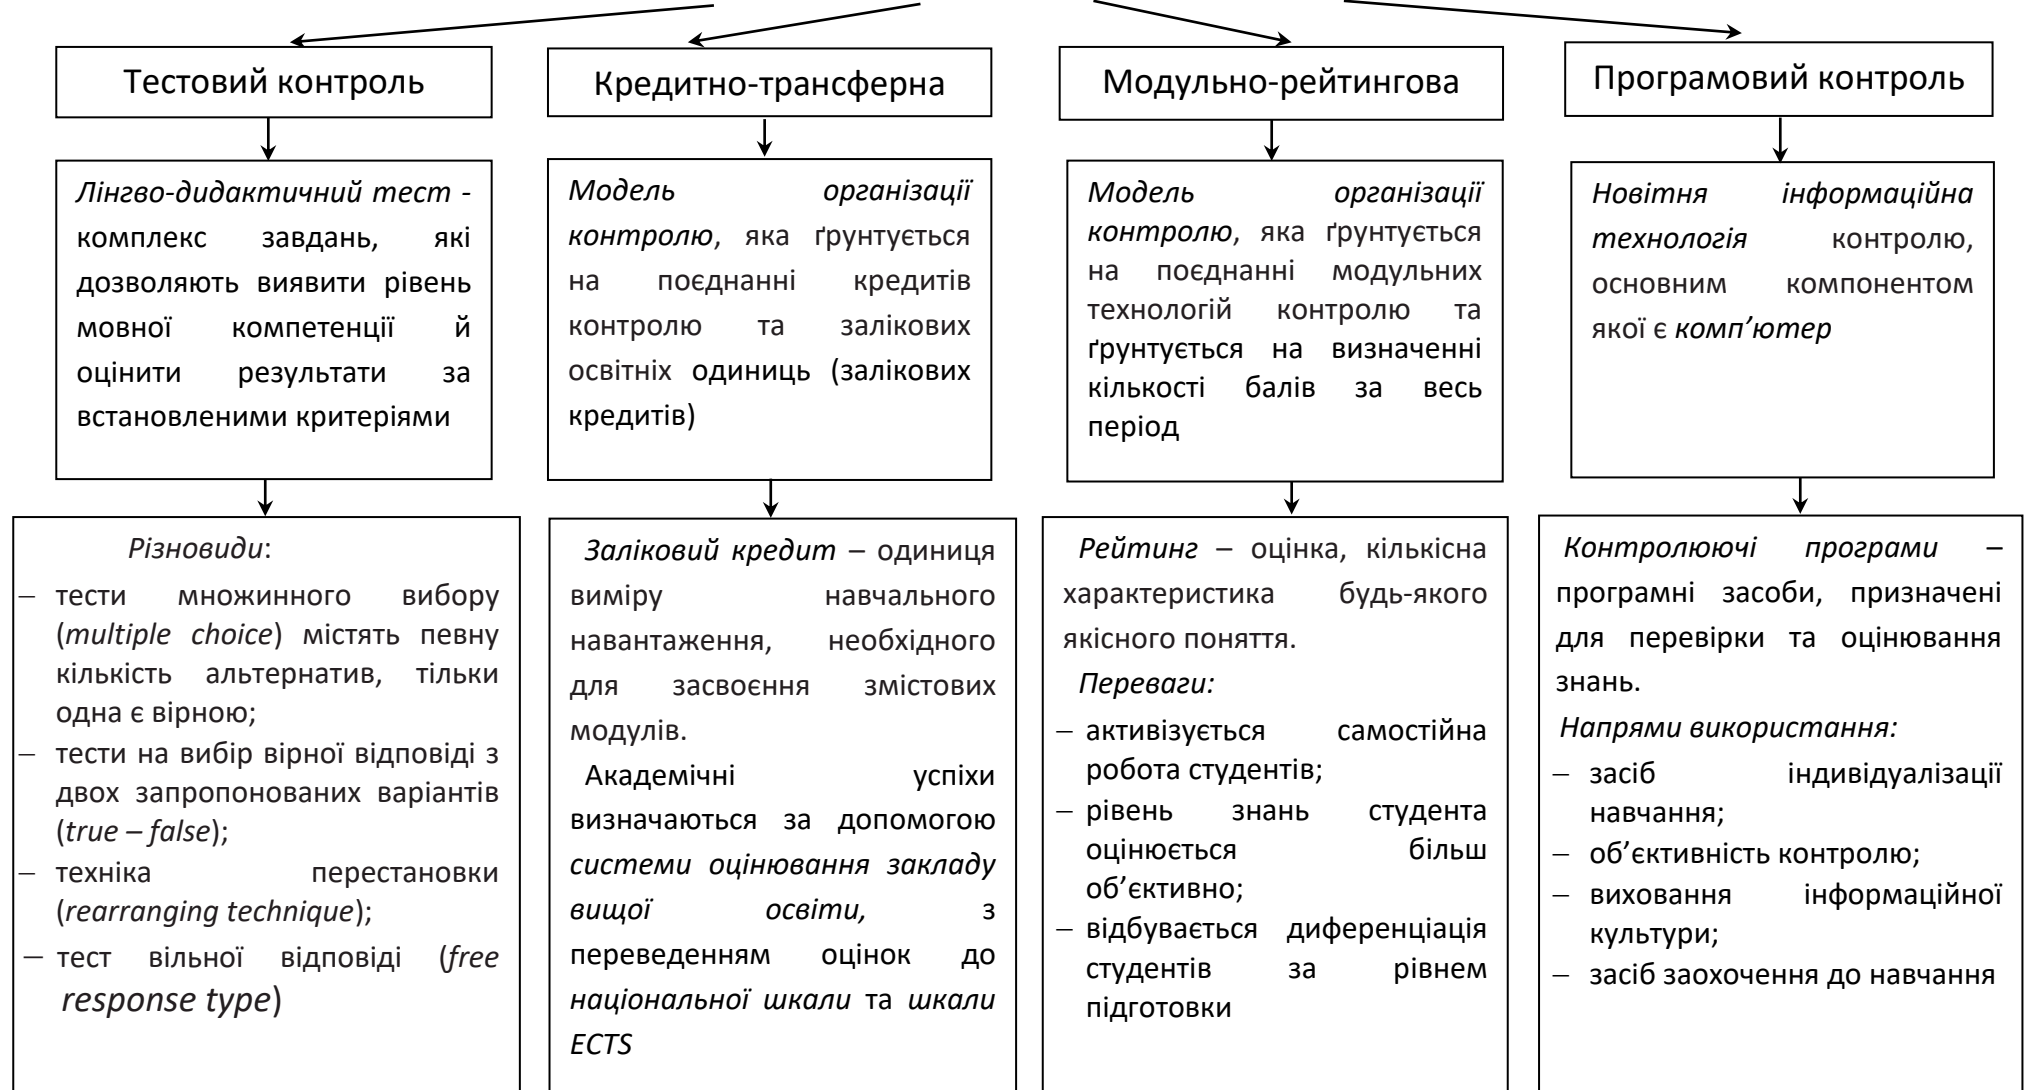 Тестовий контроль
Лінгво-дидактичний тест -
комплекс завдань, які
дозволяють виявити рівень
мовної компетенції й
оцінити результати за
встановленими критеріями
Різновиди:
– тести множинного вибору
(multiple choice) містять певну
кількість альтернатив, тільки
одна є вірною;
– тести на вибір вірної відповіді з
двох запропонованих варіантів
(true – false);
– техніка перестановки
(rearranging technique);
– тест вільної відповіді (free
response type)
Кредитно-трансферна
Модель організації
контролю, яка ґрунтується
на поєднанні кредитів
контролю та залікових
освітніх одиниць (залікових
кредитів)
Заліковий кредит – одиниця
виміру навчального
навантаження, необхідного
для засвоєння змістових
модулів.
Академічні успіхи
визначаються за допомогою
системи оцінювання закладу
вищої освіти, з
переведенням оцінок до
національної шкали та шкали
ECTS
Модульно-рейтингова
Модель організації
контролю, яка ґрунтується
на поєднанні модульних
технологій контролю та
ґрунтується на визначенні
кількості балів за весь
період
Рейтинг – оцінка, кількісна
характеристика будь-якого
якісного поняття.
Переваги:
– активізується самостійна
робота студентів;
– рівень знань студента
оцінюється більш
об’єктивно;
– відбувається диференціація
студентів за рівнем
підготовки
Програмовий контроль
Новітня інформаційна
технологія контролю,
основним компонентом
якої є комп’ютер
Контролюючі програми –
програмні засоби, призначені
для перевірки та оцінювання
знань.
Напрями використання:
– засіб індивідуалізації
навчання;
– об’єктивність контролю;
– виховання інформаційної
культури;
– засіб заохочення до навчання